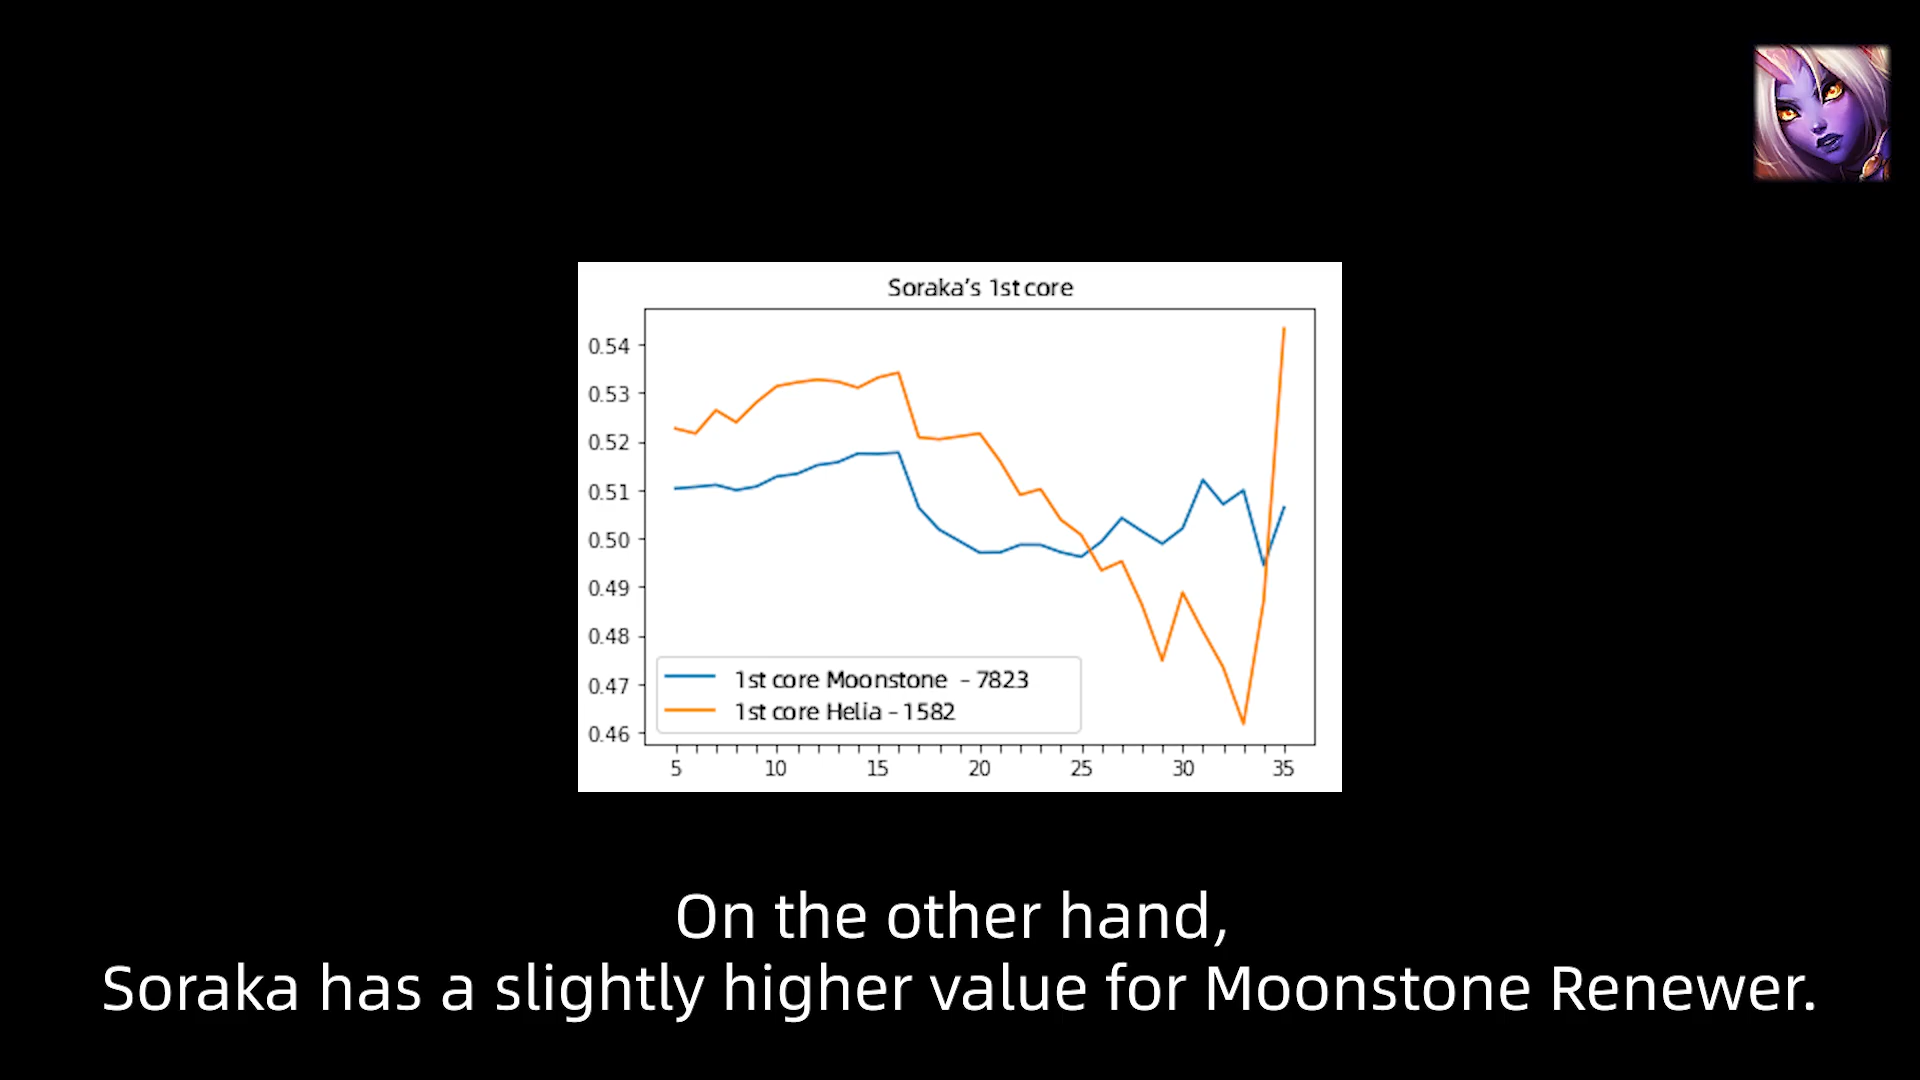 Soraka's 1st core
0.54
0.53
0.52
0.51
0.50
0.49
0.48
0.47
0.46
1st core Moonstone - 7823
1st core Helia - 1582
5 10 15 20 25 30 35
On the other hand,
Soraka has a slightly higher value for Moonstone Renewer.